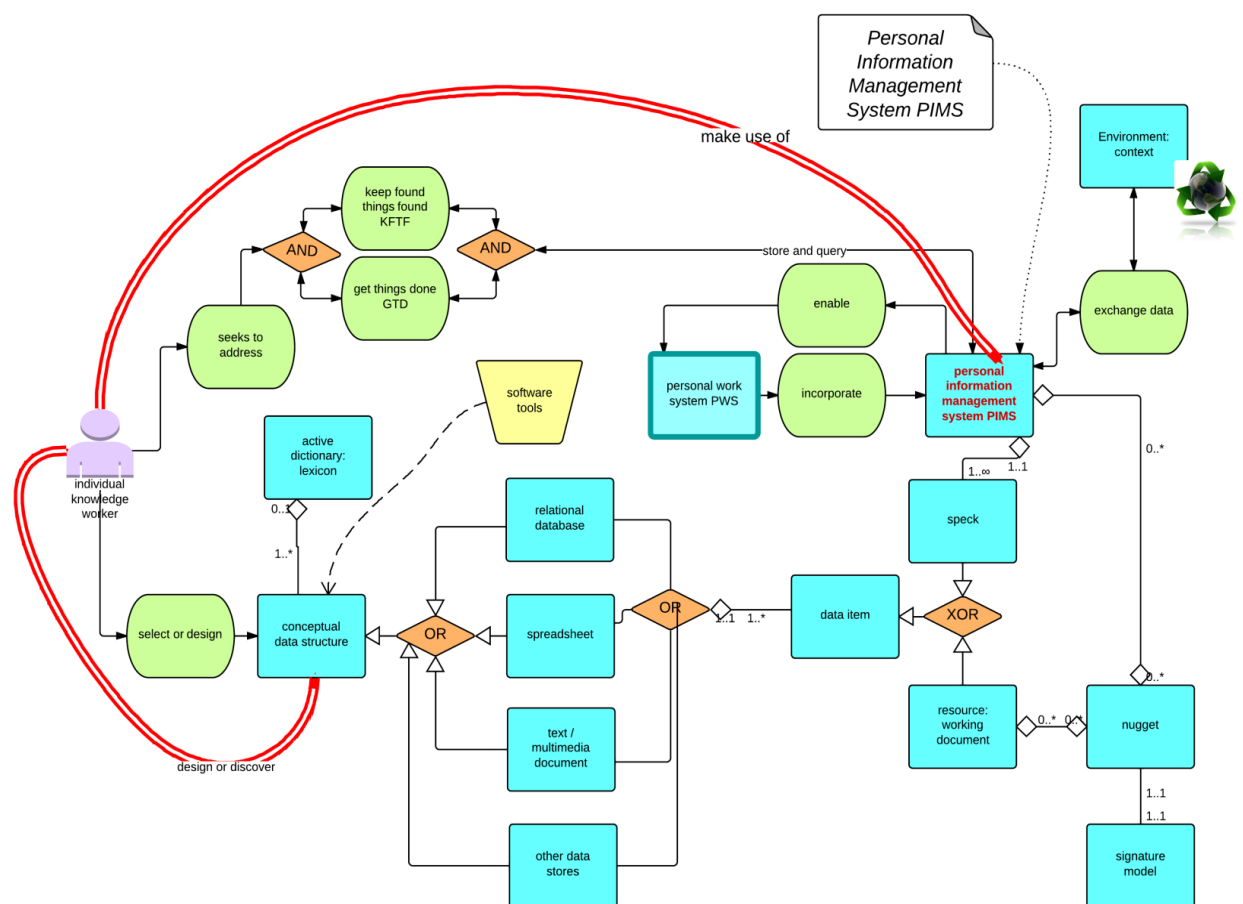 Personal
Information
Management
System PIMS
make use of
Environment:
context
keep found
things found
KFTF
AND
AND
store and query
get things done
GTD
enable
exchange data
seeks to
address
personal work
system PWS
incorporate
personal
information
management
system PIMS
software
tools
active
dictionary:
lexicon
individual
knowledge
worker
0..1
1..*
0..*
1..∞
1..1
relational
database
speck
select or design
conceptual
data structure
OR
spreadsheet
OR
1..1
1..*
data item
XOR
0..*
text /
multimedia
document
resource:
working
document
0..*
0..*
nugget
design or discover
1..1
1..1
other data
stores
signature
model